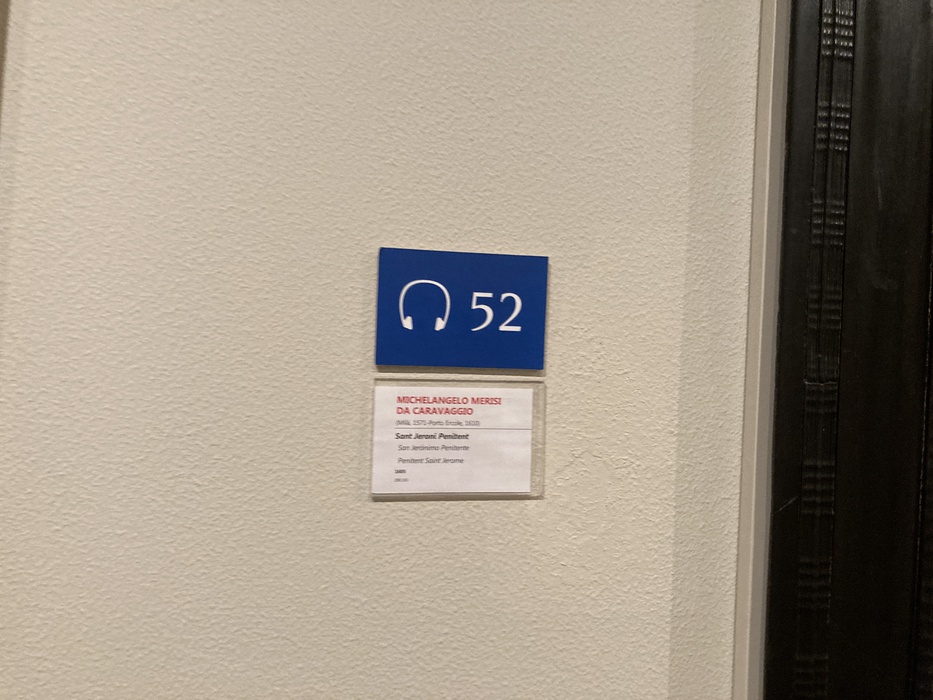 52
MICHELANGELO MERISI
DA CARAVAGGIO
(Milà, 1571-Porto Ercole, 1610)
Sant Jeroni Penitent
San Jerónimo Penitente
Penitent Saint Jerome
1605